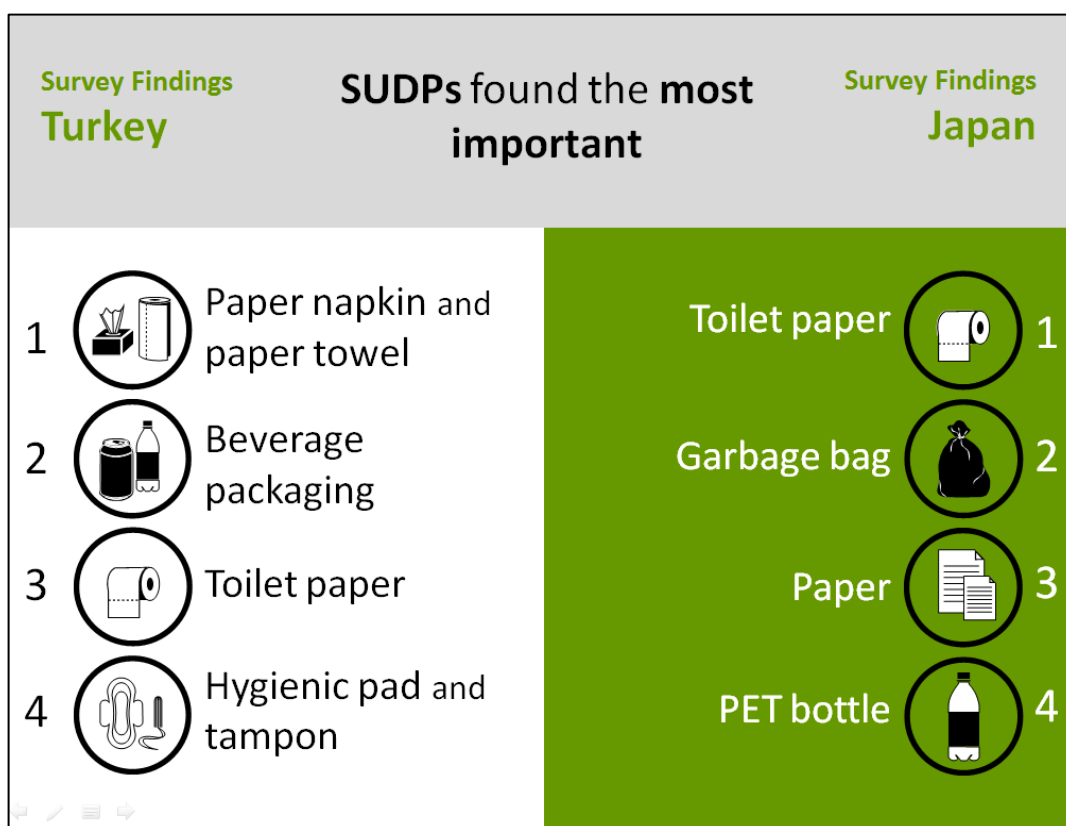 Survey Findings
Turkey
SUDPs found the most
important
Survey Findings
Japan
1
Paper napkin and
paper towel
2
Beverage
packaging
3
Toilet paper
4
Hygienic pad and
tampon
Toilet paper
1
Garbage bag
2
Paper
3
PET bottle
4